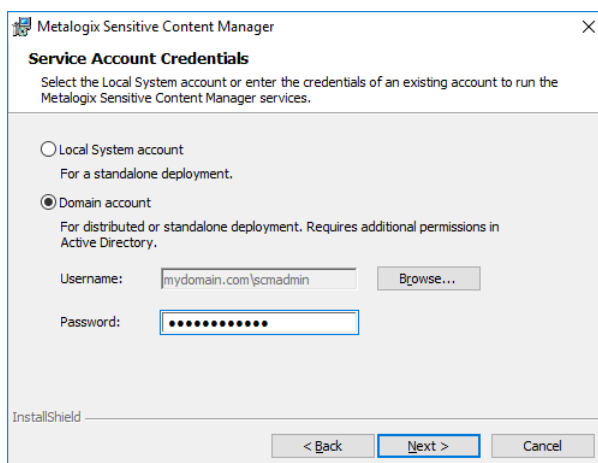 Metalogix Sensitive Content Manager
Service Account Credentials
Select the Local System account or enter the credentials of an existing account to run the
Metalogix Sensitive Content Manager services.
Local System account
For a standalone deployment.
Domain account
For distributed or standalone deployment. Requires additional permissions in
Active Directory.
Username: mydomain.com\scmadmin Browse...
Password: ●●●●●●●●●●●●
InstallShield
< Back Next > Cancel